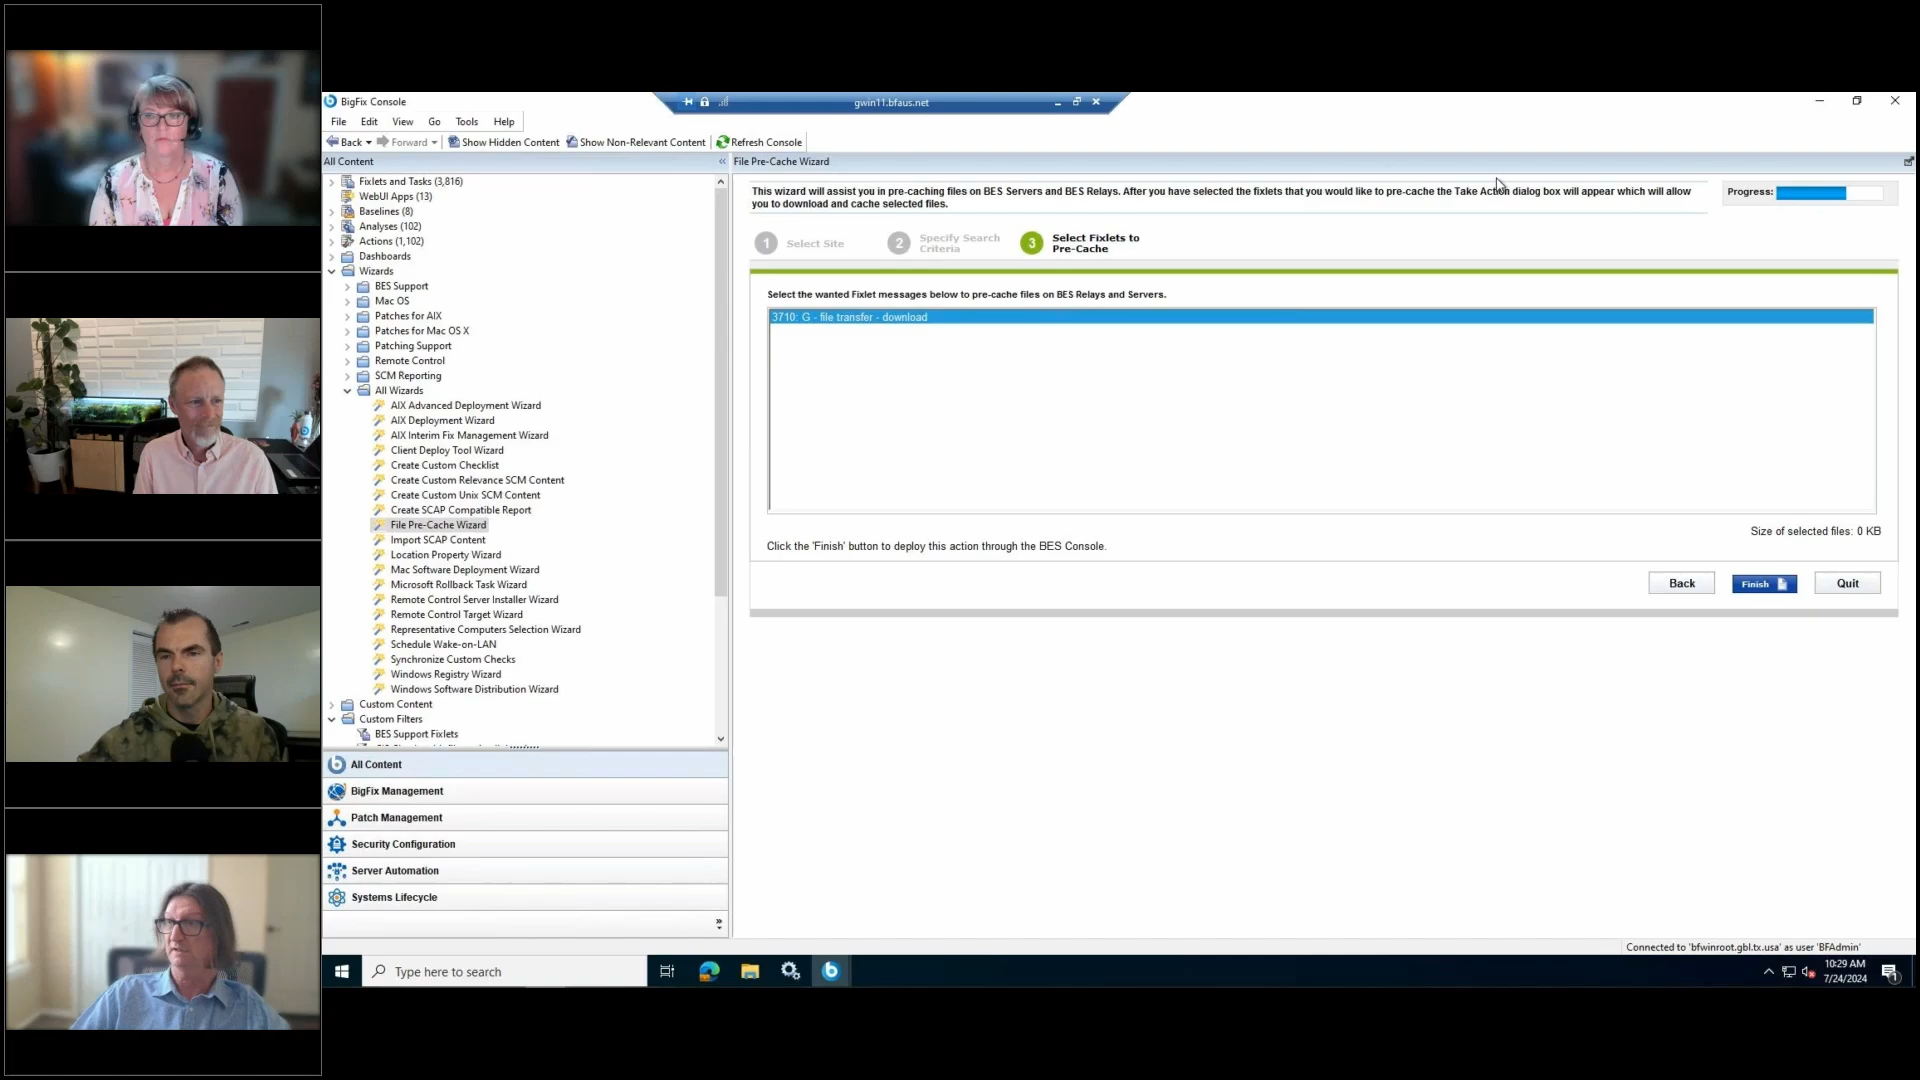 BigFix Console
gwin11.bfaus.net
File Edit View Go Tools Help
Back Forward Show Hidden Content Show Non-Relevant Content Refresh Console
All Content
Fixlets and Tasks (3,816)
WebUI Apps (13)
Baselines (8)
Analyses (102)
Actions (1,102)
Dashboards
Wizards
BES Support
Mac OS
Patches for AIX
Patches for Mac OS X
Patching Support
Remote Control
SCM Reporting
All Wizards
AIX Advanced Deployment Wizard
AIX Deployment Wizard
AIX Interim Fix Management Wizard
Client Deploy Tool Wizard
Create Custom Checklist
Create Custom Relevance SCM Content
Create Custom Unix SCM Content
Create SCAP Compatible Report
File Pre-Cache Wizard
Import SCAP Content
Location Property Wizard
Mac Software Deployment Wizard
Microsoft Rollback Task Wizard
Remote Control Server Installer Wizard
Remote Control Target Wizard
Representative Computers Selection Wizard
Schedule Wake-on-LAN
Synchronize Custom Checks
Windows Registry Wizard
Windows Software Distribution Wizard
Custom Content
Custom Filters
BES Support Fixlets
All Content
BigFix Management
Patch Management
Security Configuration
Server Automation
Systems Lifecycle
File Pre-Cache Wizard
This wizard will assist you in pre-caching files on BES Servers and BES Relays. After you have selected the fixlets that you would like to pre-cache the Take Action dialog box will appear which will allow
you to download and cache selected files.
Progress:
1 Select Site
2 Specify Search
Criteria
3 Select Fixlets to
Pre-Cache
Select the wanted Fixlet messages below to pre-cache files on BES Relays and Servers.
3710: G - file transfer - download
Size of selected files: 0 KB
Click the 'Finish' button to deploy this action through the BES Console.
Back Finish Quit
Connected to 'bfwinroot.gbl.tx.usa' as user 'BFAdmin'
Type here to search
10:29 AM
7/24/2024
1